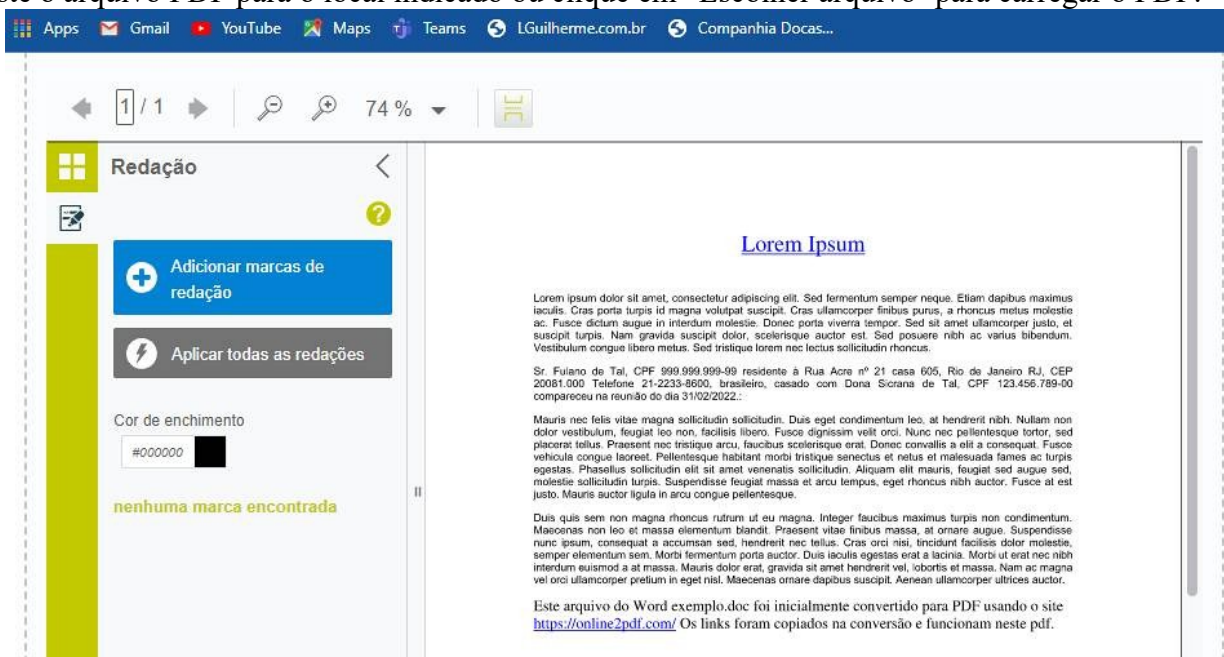 ste o arquivo PDF para o local indicado ou clique em "Escolher arquivo" para carregar o PDF.
Apps Gmail YouTube Maps Teams LGuilherme.com.br Companhia Docas...
1 / 1 74 %
Redação
Adicionar marcas de
redação
Aplicar todas as redações
Cor de enchimento
#000000
nenhuma marca encontrada
Lorem Ipsum
Lorem ipsum dolor sit amet, consectetur adipiscing elit. Sed fermentum semper neque. Etiam dapibus maximus
iaculis. Cras porta turpis id magna volutpat suscipit. Cras ullamcorper finibus purus, a rhoncus metus molestie
ac. Fusce dictum augue in interdum molestie. Donec porta viverra tempor. Sed sit amet ullamcorper justo, et
suscipit turpis. Nam gravida suscipit dolor, scelerisque auctor est. Sed posuere nibh ac varius bibendum.
Vestibulum congue libero metus. Sed tristique lorem nec lectus sollicitudin rhoncus.
Sr. Fulano de Tal, CPF 999.999.999-99 residente à Rua Acre nº 21 casa 605, Rio de Janeiro RJ, CEP
20081.000 Telefone 21-2233-8600, brasileiro, casado com Dona Sicrana de Tal, CPF 123.456.789-00
compareceu na reunião do dia 31/02/2022.:
Mauris nec felis vitae magna sollicitudin sollicitudin. Duis eget condimentum leo, at hendrerit nibh. Nullam non
dolor vestibulum, feugiat leo non, facilisis libero. Fusce dignissim velit orci. Nunc nec pellentesque tortor, sed
placerat tellus. Praesent nec tristique arcu, faucibus scelerisque erat. Donec convallis a elit a consequat. Fusce
vehicula congue laoreet. Pellentesque habitant morbi tristique senectus et netus et malesuada fames ac turpis
egestas. Phasellus sollicitudin elit sit amet venenatis sollicitudin. Aliquam elit mauris, feugiat sed augue sed,
molestie sollicitudin turpis. Suspendisse feugiat massa et arcu tempus, eget rhoncus nibh auctor. Fusce at est
justo. Mauris auctor ligula in arcu congue pellentesque.
Duis quis sem non magna rhoncus rutrum ut eu magna. Integer faucibus maximus turpis non condimentum.
Maecenas non leo et massa elementum blandit. Praesent vitae finibus massa, at ornare augue. Suspendisse
nunc ipsum, consequat a accumsan sed, hendrerit nec tellus. Cras orci nisi, tincidunt facilisis dolor molestie,
semper elementum sem. Morbi fermentum porta auctor. Duis iaculis egestas erat a lacinia. Morbi ut erat nec nibh
interdum euismod a at massa. Mauris dolor erat, gravida sit amet hendrerit vel, lobortis et massa. Nam ac magna
vel orci ullamcorper pretium in eget nisl. Maecenas ornare dapibus suscipit. Aenean ullamcorper ultrices auctor.
Este arquivo do Word exemplo.doc foi inicialmente convertido para PDF usando o site
https://online2pdf.com/ Os links foram copiados na conversão e funcionam neste pdf.